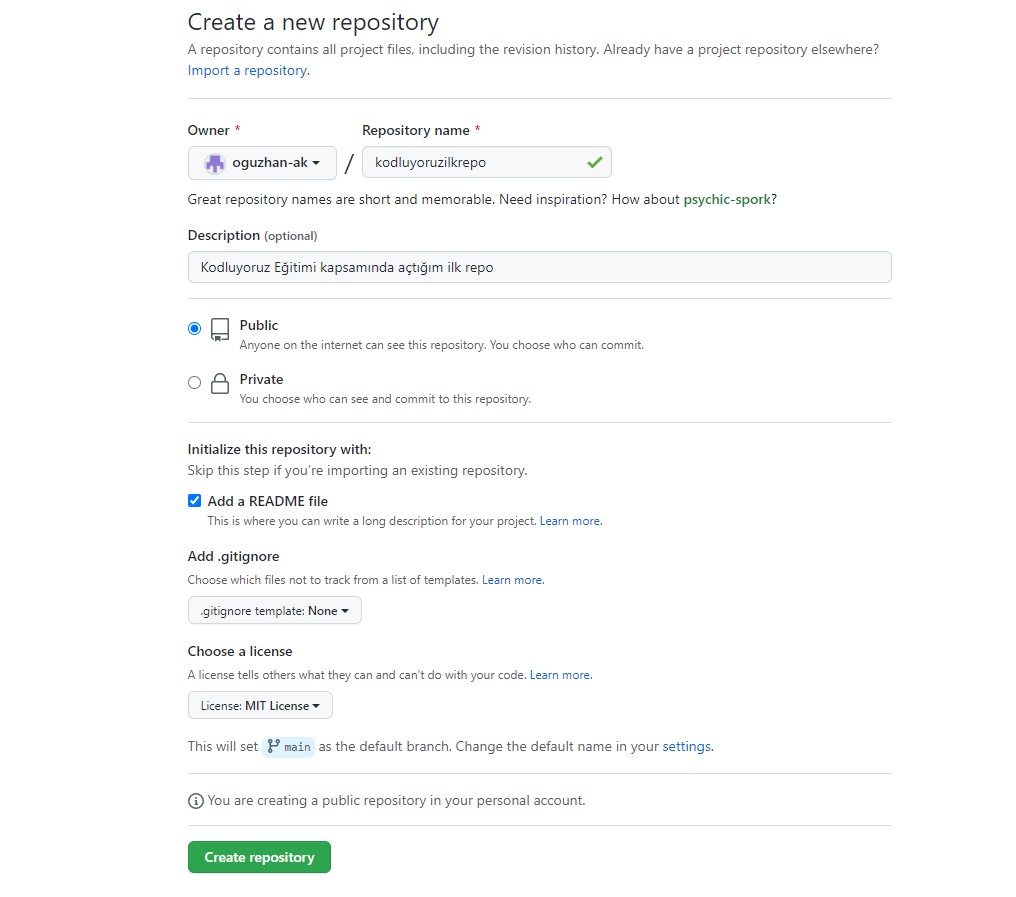 Create a new repository
A repository contains all project files, including the revision history. Already have a project repository elsewhere?
Import a repository.
Owner *
Repository name *
oguzhan-ak
/
kodluyoruzilkrepo
Great repository names are short and memorable. Need inspiration? How about psychic-spork?
Description (optional)
Kodluyoruz Eğitimi kapsamında açtığım ilk repo
Public
Anyone on the internet can see this repository. You choose who can commit.
Private
You choose who can see and commit to this repository.
Initialize this repository with:
Skip this step if you're importing an existing repository.
Add a README file
This is where you can write a long description for your project. Learn more.
Add .gitignore
Choose which files not to track from a list of templates. Learn more.
.gitignore template: None
Choose a license
A license tells others what they can and can't do with your code. Learn more.
License: MIT License
This will set main as the default branch. Change the default name in your settings.
You are creating a public repository in your personal account.
Create repository